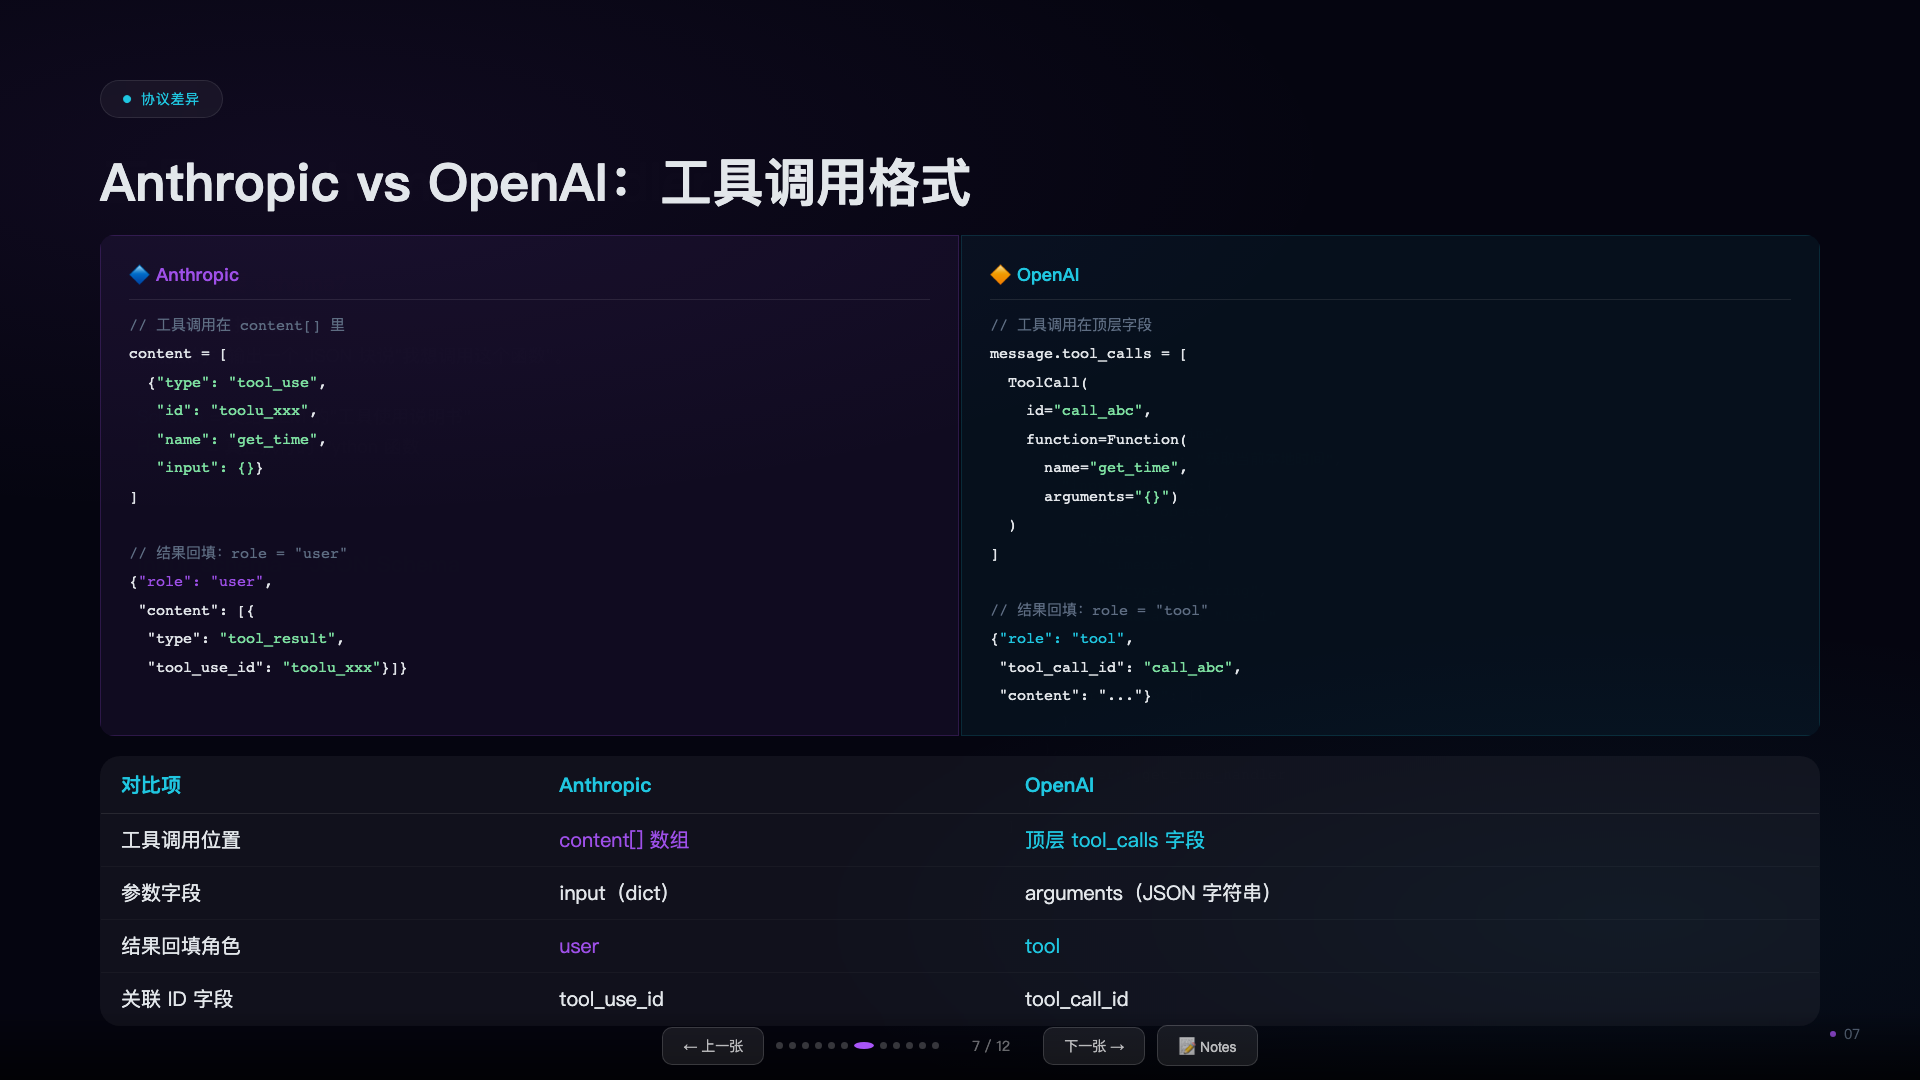 协议差异
Anthropic vs OpenAI：工具调用格式
🔷 Anthropic
// 工具调用在 content[] 里
content = [
  {"type": "tool_use",
   "id": "toolu_xxx",
   "name": "get_time",
   "input": {}}
]
// 结果回填：role = "user"
{"role": "user",
 "content": [{
  "type": "tool_result",
  "tool_use_id": "toolu_xxx"}]}
🔶 OpenAI
// 工具调用在顶层字段
message.tool_calls = [
  ToolCall(
    id="call_abc",
    function=Function(
      name="get_time",
      arguments="{}")
  )
]
// 结果回填：role = "tool"
{"role": "tool",
 "tool_call_id": "call_abc",
 "content": "..."}
对比项 Anthropic OpenAI
工具调用位置 content[] 数组 顶层 tool_calls 字段
参数字段 input（dict） arguments（JSON 字符串）
结果回填角色 user tool
关联 ID 字段 tool_use_id tool_call_id
← 上一张 7 / 12 下一张 → 📝 Notes
07